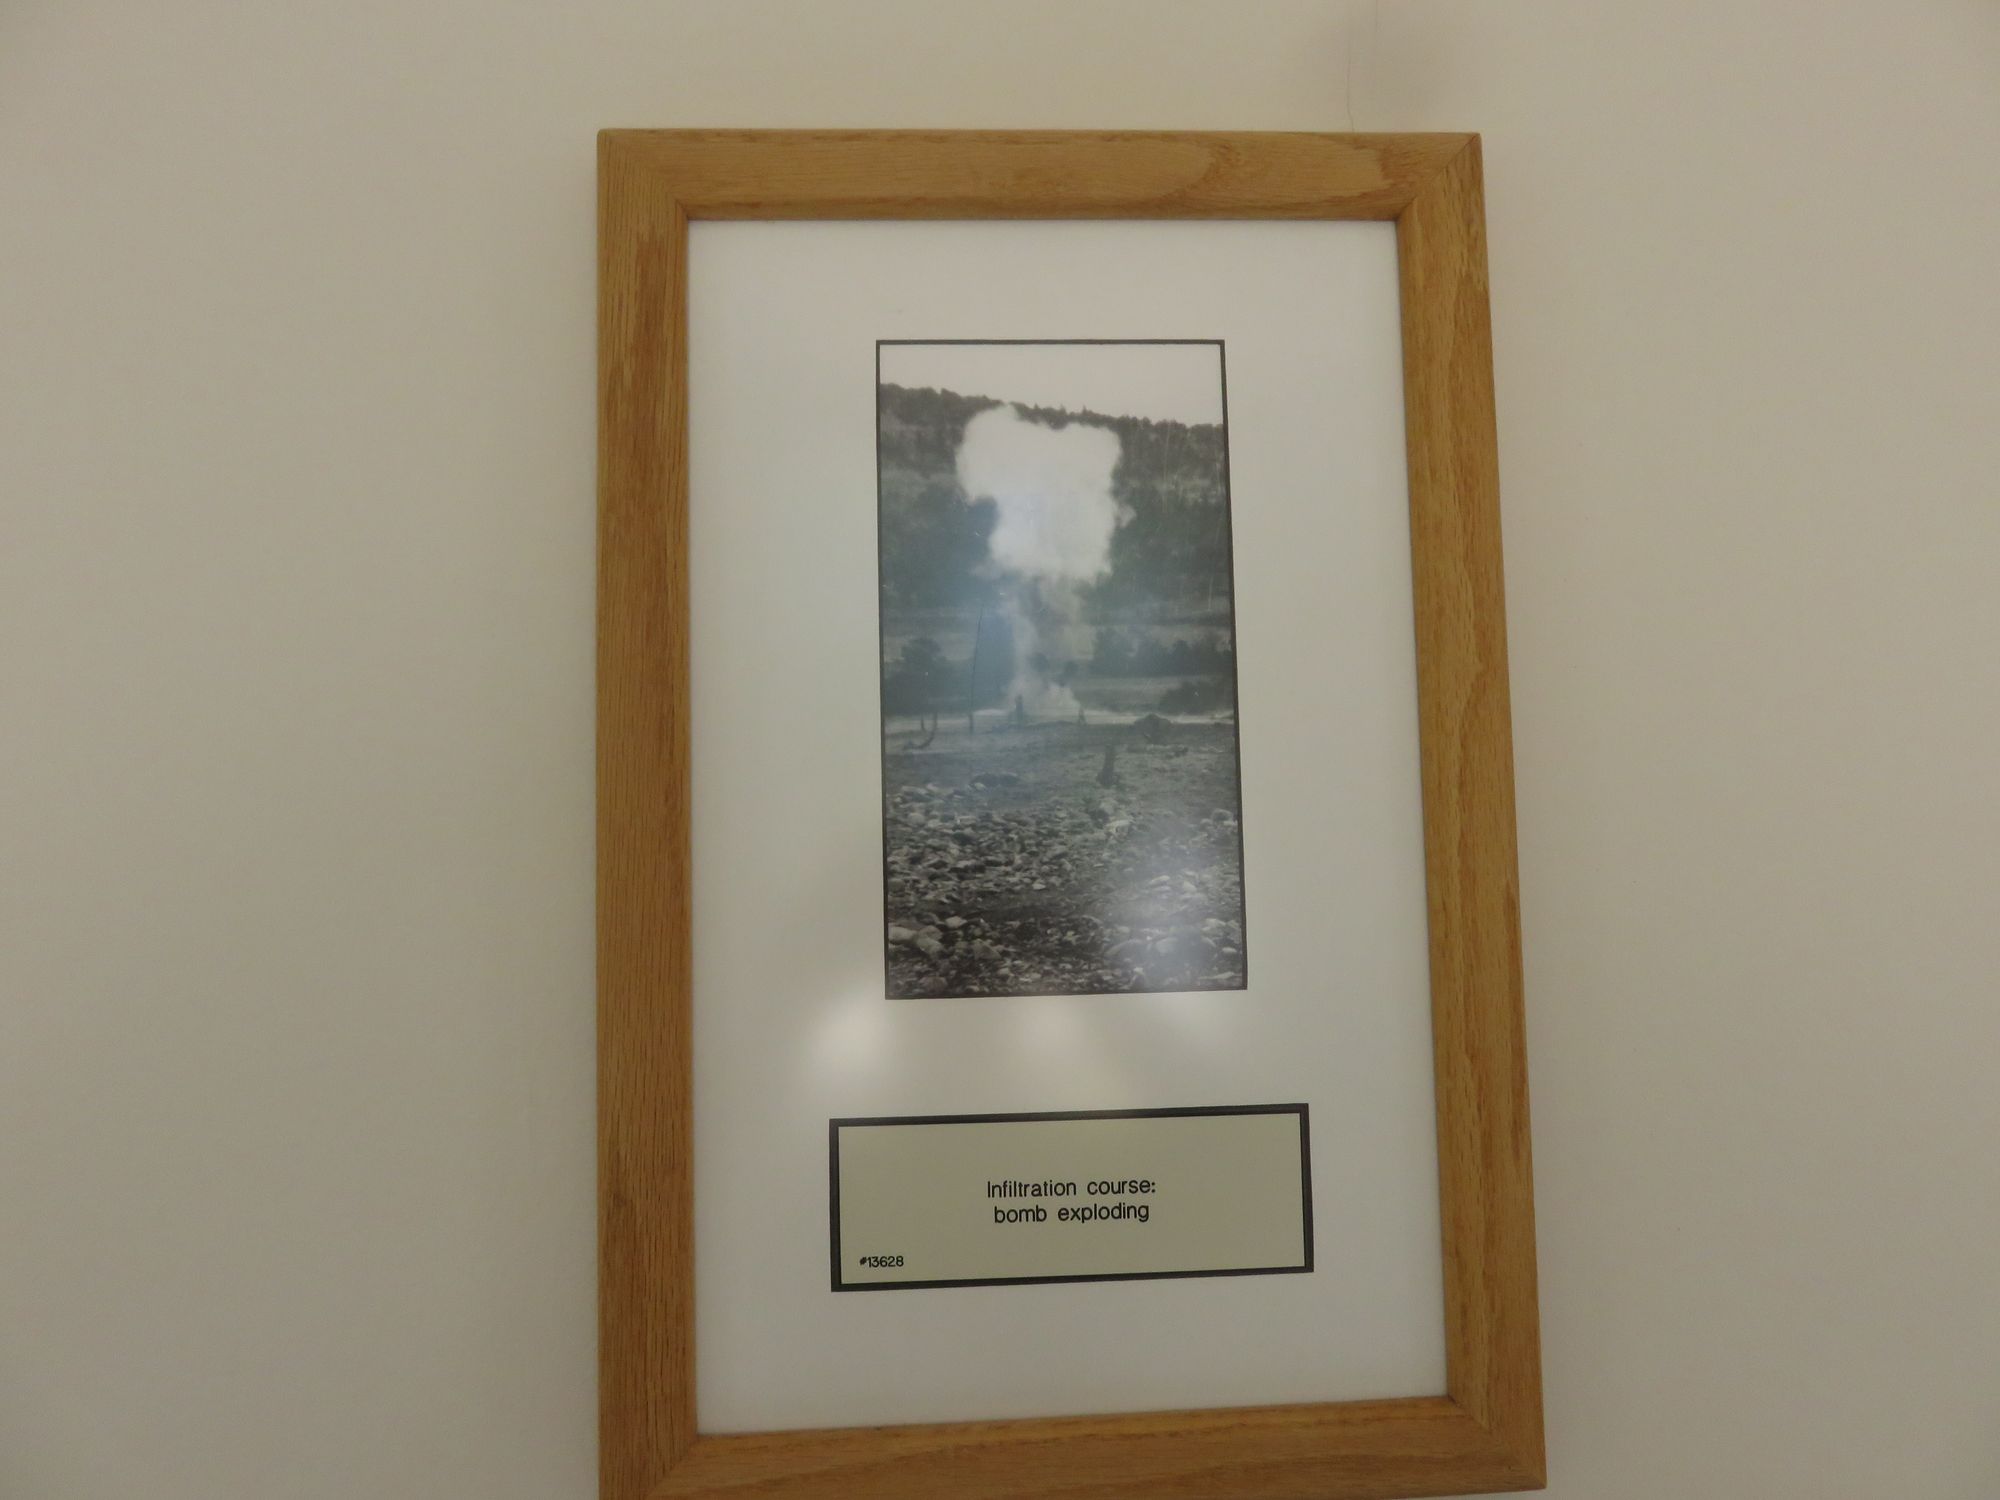 Infiltration course:
bomb exploding
#13628